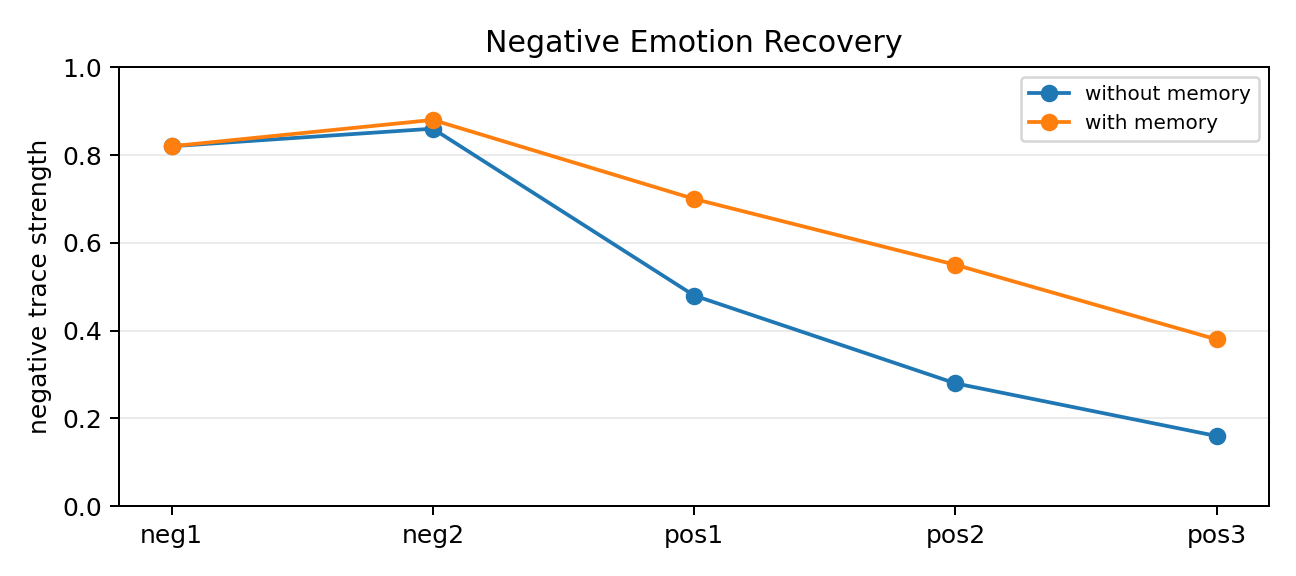 Negative Emotion Recovery
negative trace strength
1.0
0.8
0.6
0.4
0.2
0.0
without memory
with memory
neg1 neg2 pos1 pos2 pos3